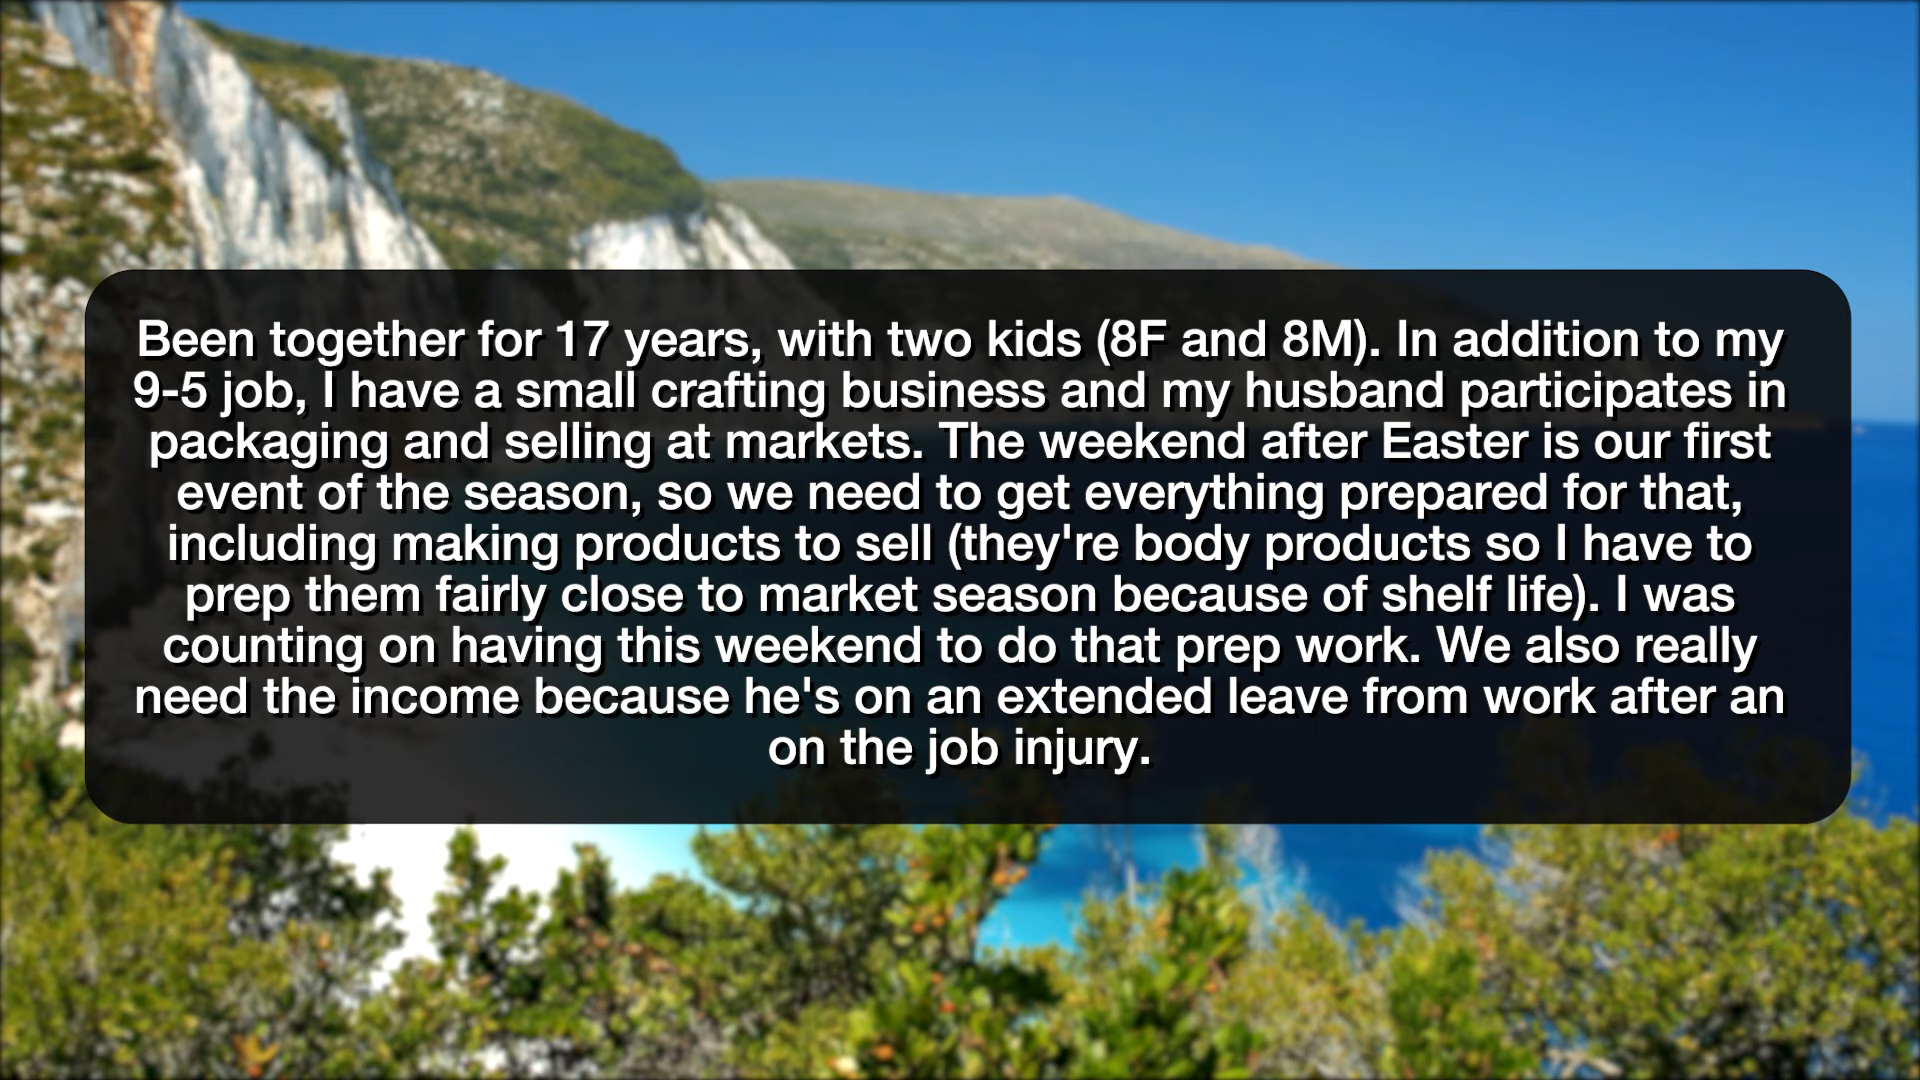 Been together for 17 years, with two kids (8F and 8M). In addition to my
9-5 job, I have a small crafting business and my husband participates in
packaging and selling at markets. The weekend after Easter is our first
event of the season, so we need to get everything prepared for that,
including making products to sell (they're body products so I have to
prep them fairly close to market season because of shelf life). I was
counting on having this weekend to do that prep work. We also really
need the income because he's on an extended leave from work after an
on the job injury.